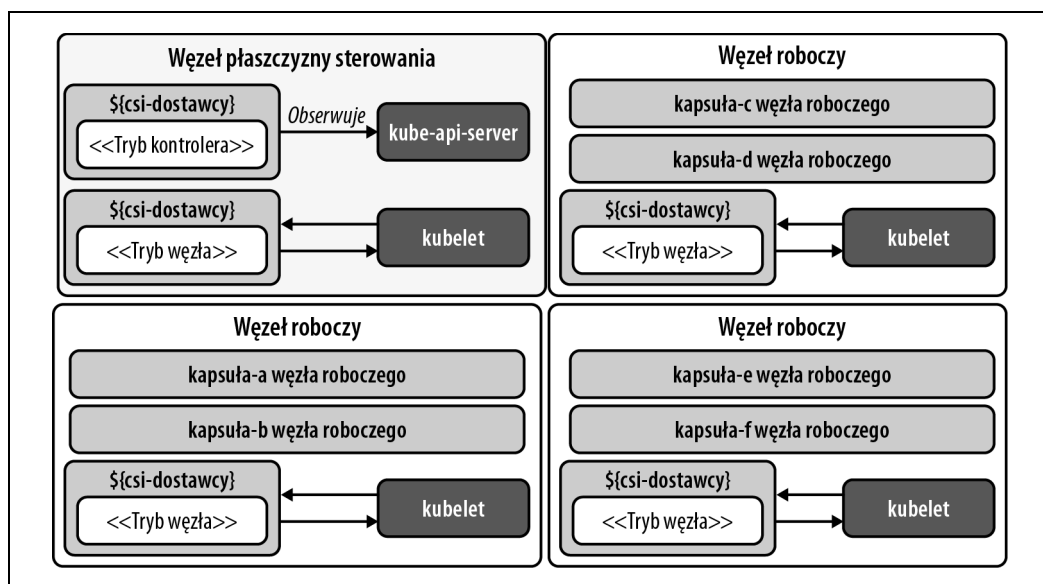 Węzeł płaszczyzny sterowania
${csi-dostawcy}
<<Tryb kontrolera>>
Obserwuje
kube-api-server
${csi-dostawcy}
<<Tryb węzła>>
kubelet
Węzeł roboczy
kapsuła-c węzła roboczego
kapsuła-d węzła roboczego
${csi-dostawcy}
<<Tryb węzła>>
kubelet
Węzeł roboczy
kapsuła-a węzła roboczego
kapsuła-b węzła roboczego
${csi-dostawcy}
<<Tryb węzła>>
kubelet
Węzeł roboczy
kapsuła-e węzła roboczego
kapsuła-f węzła roboczego
${csi-dostawcy}
<<Tryb węzła>>
kubelet